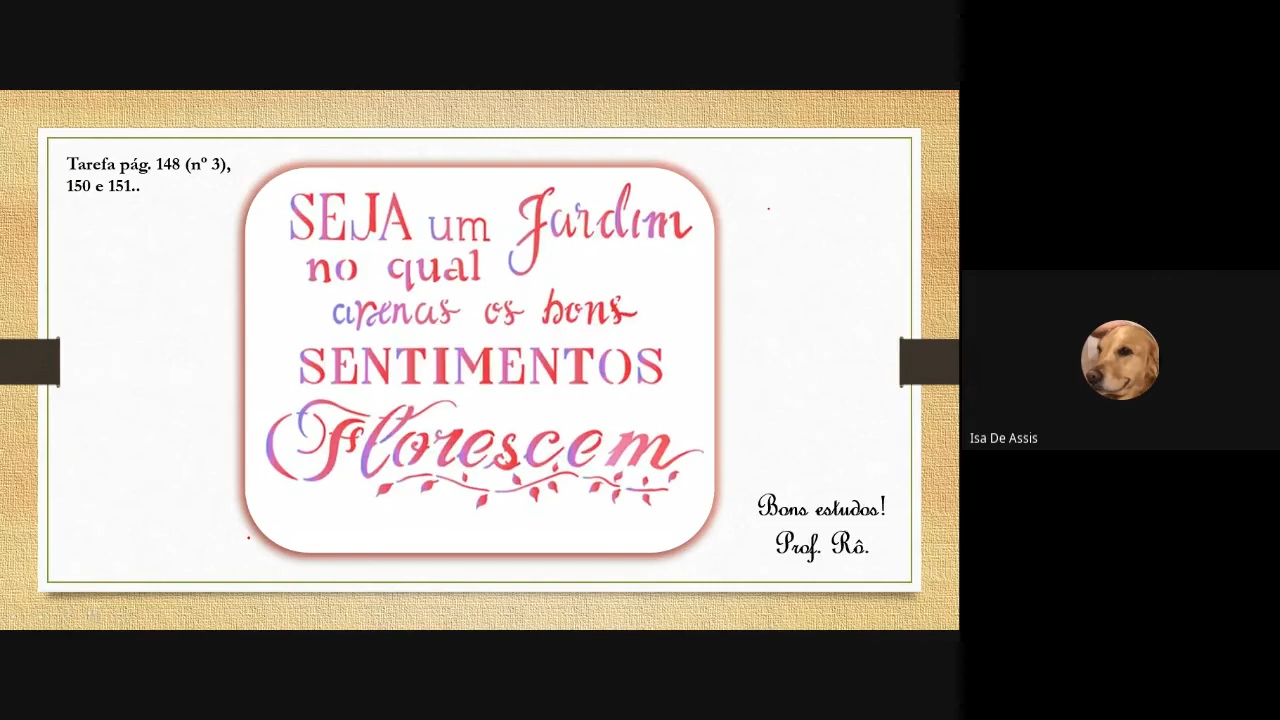 Tarefa pág. 148 (nº 3),
150 e 151..
SEJA um Jardim
no qual
apenas os bons
SENTIMENTOS
Florescem
Bons estudos!
Prof. Rô.
Isa De Assis